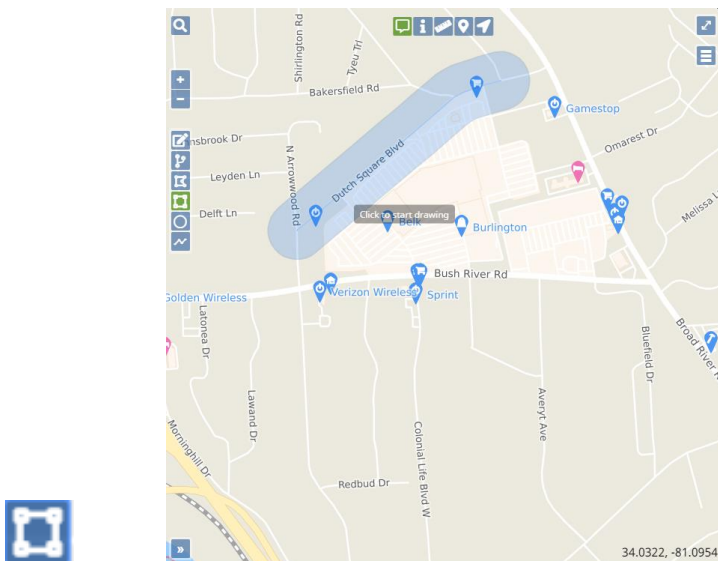 Shirlington Rd
Tyeu Trl
Bakersfield Rd
Gamestop
nsbrook Dr
Omarest Dr
Dutch Square Blvd
N Arrowwood Rd
Leyden Ln
Melissa L
Delft Ln
Click to start drawing
Belk
Burlington
Bush River Rd
Golden Wireless
Verizon Wireless
Sprint
Latonea Dr
Bluefield Dr
Broad River R
Lawand Dr
Averyt Ave
Colonial Life Blvd W
Morninghill Dr
Redbud Dr
34.0322, -81.0954